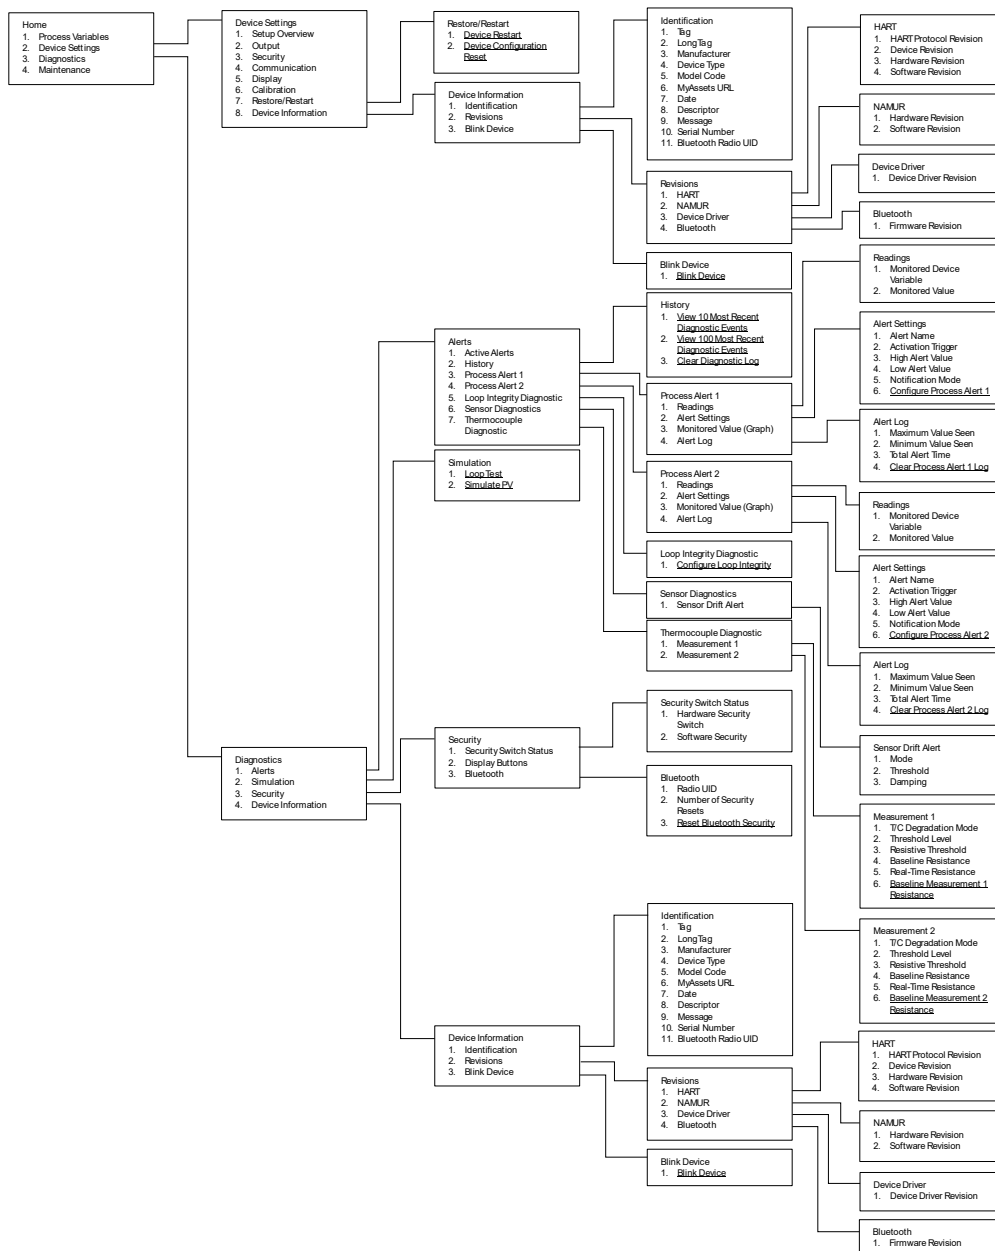 Home
1. Process Variables
2. Device Settings
3. Diagnostics
4. Maintenance
Device Settings
1. Setup Overview
2. Output
3. Security
4. Communication
5. Display
6. Calibration
7. Restore/Restart
8. Device Information
Restore/Restart
1. Device Restart
2. Device Configuration
Reset
Device Information
1. Identification
2. Revisions
3. Blink Device
Identification
1. Tag
2. Long Tag
3. Manufacturer
4. Device Type
5. Model Code
6. MyAssets URL
7. Date
8. Descriptor
9. Message
10. Serial Number
11. Bluetooth Radio UID
Revisions
1. HART
2. NAMUR
3. Device Driver
4. Bluetooth
Blink Device
1. Blink Device
HART
1. HART Protocol Revision
2. Device Revision
3. Hardware Revision
4. Software Revision
NAMUR
1. Hardware Revision
2. Software Revision
Device Driver
1. Device Driver Revision
Bluetooth
1. Firmware Revision
Diagnostics
1. Alerts
2. Simulation
3. Security
4. Device Information
Alerts
1. Active Alerts
2. History
3. Process Alert 1
4. Process Alert 2
5. Loop Integrity Diagnostic
6. Sensor Diagnostics
7. Thermocouple
Diagnostic
Simulation
1. Loop Test
2. Simulate PV
History
1. View 10 Most Recent
Diagnostic Events
2. View 100 Most Recent
Diagnostic Events
3. Clear Diagnostic Log
Process Alert 1
1. Readings
2. Alert Settings
3. Monitored Value (Graph)
4. Alert Log
Process Alert 2
1. Readings
2. Alert Settings
3. Monitored Value (Graph)
4. Alert Log
Loop Integrity Diagnostic
1. Configure Loop Integrity
Sensor Diagnostics
1. Sensor Drift Alert
Thermocouple Diagnostic
1. Measurement 1
2. Measurement 2
Readings
1. Monitored Device
Variable
2. Monitored Value
Alert Settings
1. Alert Name
2. Activation Trigger
3. High Alert Value
4. Low Alert Value
5. Notification Mode
6. Configure Process Alert 1
Alert Log
1. Maximum Value Seen
2. Minimum Value Seen
3. Total Alert Time
4. Clear Process Alert 1 Log
Readings
1. Monitored Device
Variable
2. Monitored Value
Alert Settings
1. Alert Name
2. Activation Trigger
3. High Alert Value
4. Low Alert Value
5. Notification Mode
6. Configure Process Alert 2
Alert Log
1. Maximum Value Seen
2. Minimum Value Seen
3. Total Alert Time
4. Clear Process Alert 2 Log
Sensor Drift Alert
1. Mode
2. Threshold
3. Damping
Measurement 1
1. T/C Degradation Mode
2. Threshold Level
3. Resistive Threshold
4. Baseline Resistance
5. Real-Time Resistance
6. Baseline Measurement 1
Resistance
Measurement 2
1. T/C Degradation Mode
2. Threshold Level
3. Resistive Threshold
4. Baseline Resistance
5. Real-Time Resistance
6. Baseline Measurement 2
Resistance
Security
1. Security Switch Status
2. Display Buttons
3. Bluetooth
Security Switch Status
1. Hardware Security
Switch
2. Software Security
Bluetooth
1. Radio UID
2. Number of Security
Resets
3. Reset Bluetooth Security
Device Information
1. Identification
2. Revisions
3. Blink Device
Identification
1. Tag
2. Long Tag
3. Manufacturer
4. Device Type
5. Model Code
6. MyAssets URL
7. Date
8. Descriptor
9. Message
10. Serial Number
11. Bluetooth Radio UID
Revisions
1. HART
2. NAMUR
3. Device Driver
4. Bluetooth
Blink Device
1. Blink Device
HART
1. HART Protocol Revision
2. Device Revision
3. Hardware Revision
4. Software Revision
NAMUR
1. Hardware Revision
2. Software Revision
Device Driver
1. Device Driver Revision
Bluetooth
1. Firmware Revision